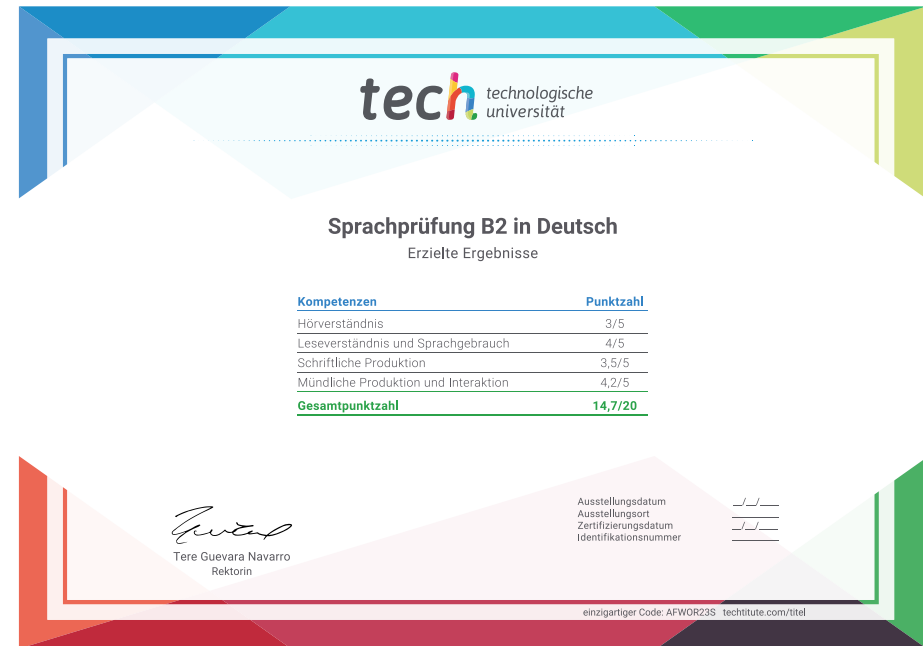 tech technologische
universität
Sprachprüfung B2 in Deutsch
Erzielte Ergebnisse
Kompetenzen Punktzahl
Hörverständnis 3/5
Leseverständnis und Sprachgebrauch 4/5
Schriftliche Produktion 3,5/5
Mündliche Produktion und Interaktion 4,2/5
Gesamtpunktzahl 14,7/20
Tere Guevara Navarro
Rektorin
Ausstellungsdatum __/__/____
Ausstellungsort ________
Zertifizierungsdatum __/__/____
Identifikationsnummer ________
einzigartiger Code: AFWOR23S techtitute.com/titel